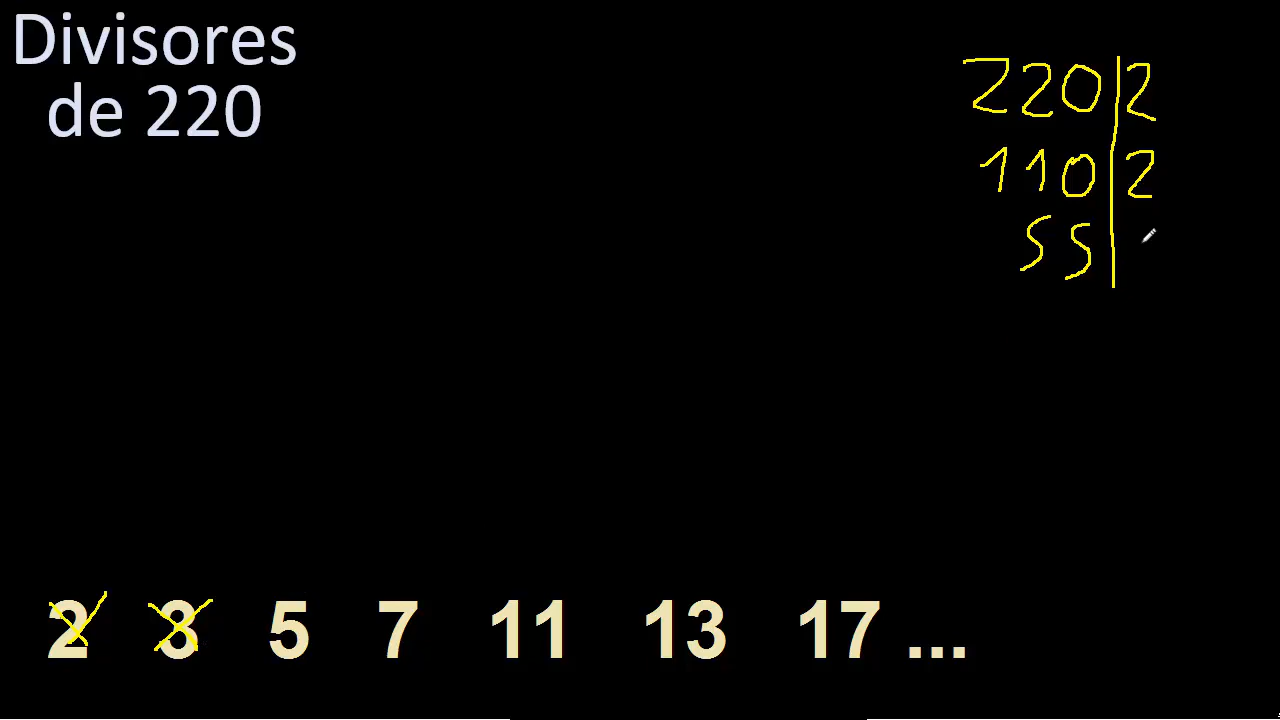 Divisores
de 220
220 2
110 2
55
2 3 5 7 11 13 17 ...